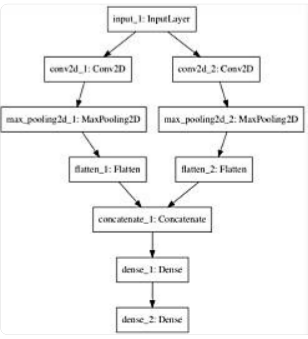 input_1: InputLayer
conv2d_1: Conv2D
conv2d_2: Conv2D
max_pooling2d_1: MaxPooling2D
max_pooling2d_2: MaxPooling2D
flatten_1: Flatten
flatten_2: Flatten
concatenate_1: Concatenate
dense_1: Dense
dense_2: Dense